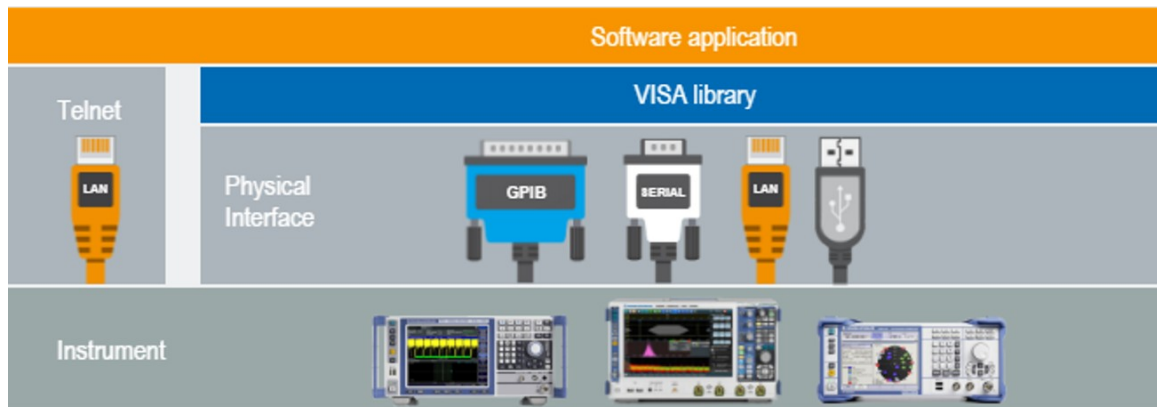 Software application
Telnet
VISA library
LAN
Physical
Interface
GPIB
SERIAL
LAN
Instrument